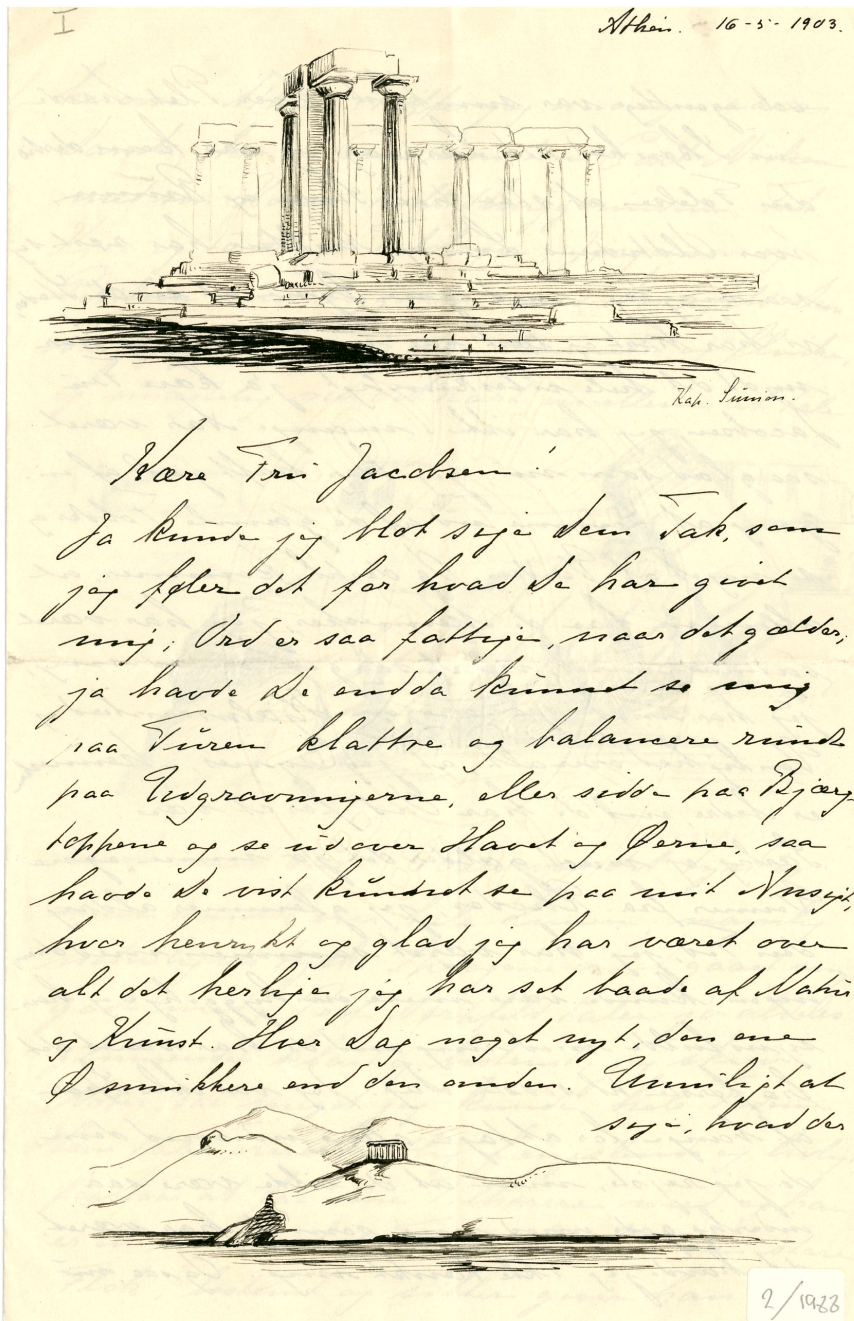 I
Athen. 16-5-1903.
Kap. Sunion.
Kære Fru Jacobsen!
Ja kunde jeg blot sige Dem Tak, som
jeg føler det for hvad De har givet
mig; Ord er saa fattige, naar det gælder;
ja havde De endda kunnet se mig
paa Turen klattre og balancere rundt
paa Udgravningerne, eller sidde paa Bjærg
toppene og se ud over Havet og Øerne, saa
havde De vist kunnet se paa mit Ansigt,
hvor henrykt og glad jeg har været over
alt det herlige jeg har set baade af Natur
og Kunst. Hver Dag noget nyt, den ene
Ø smukkere end den anden. Umuligt at
sige, hvad der
2/1988